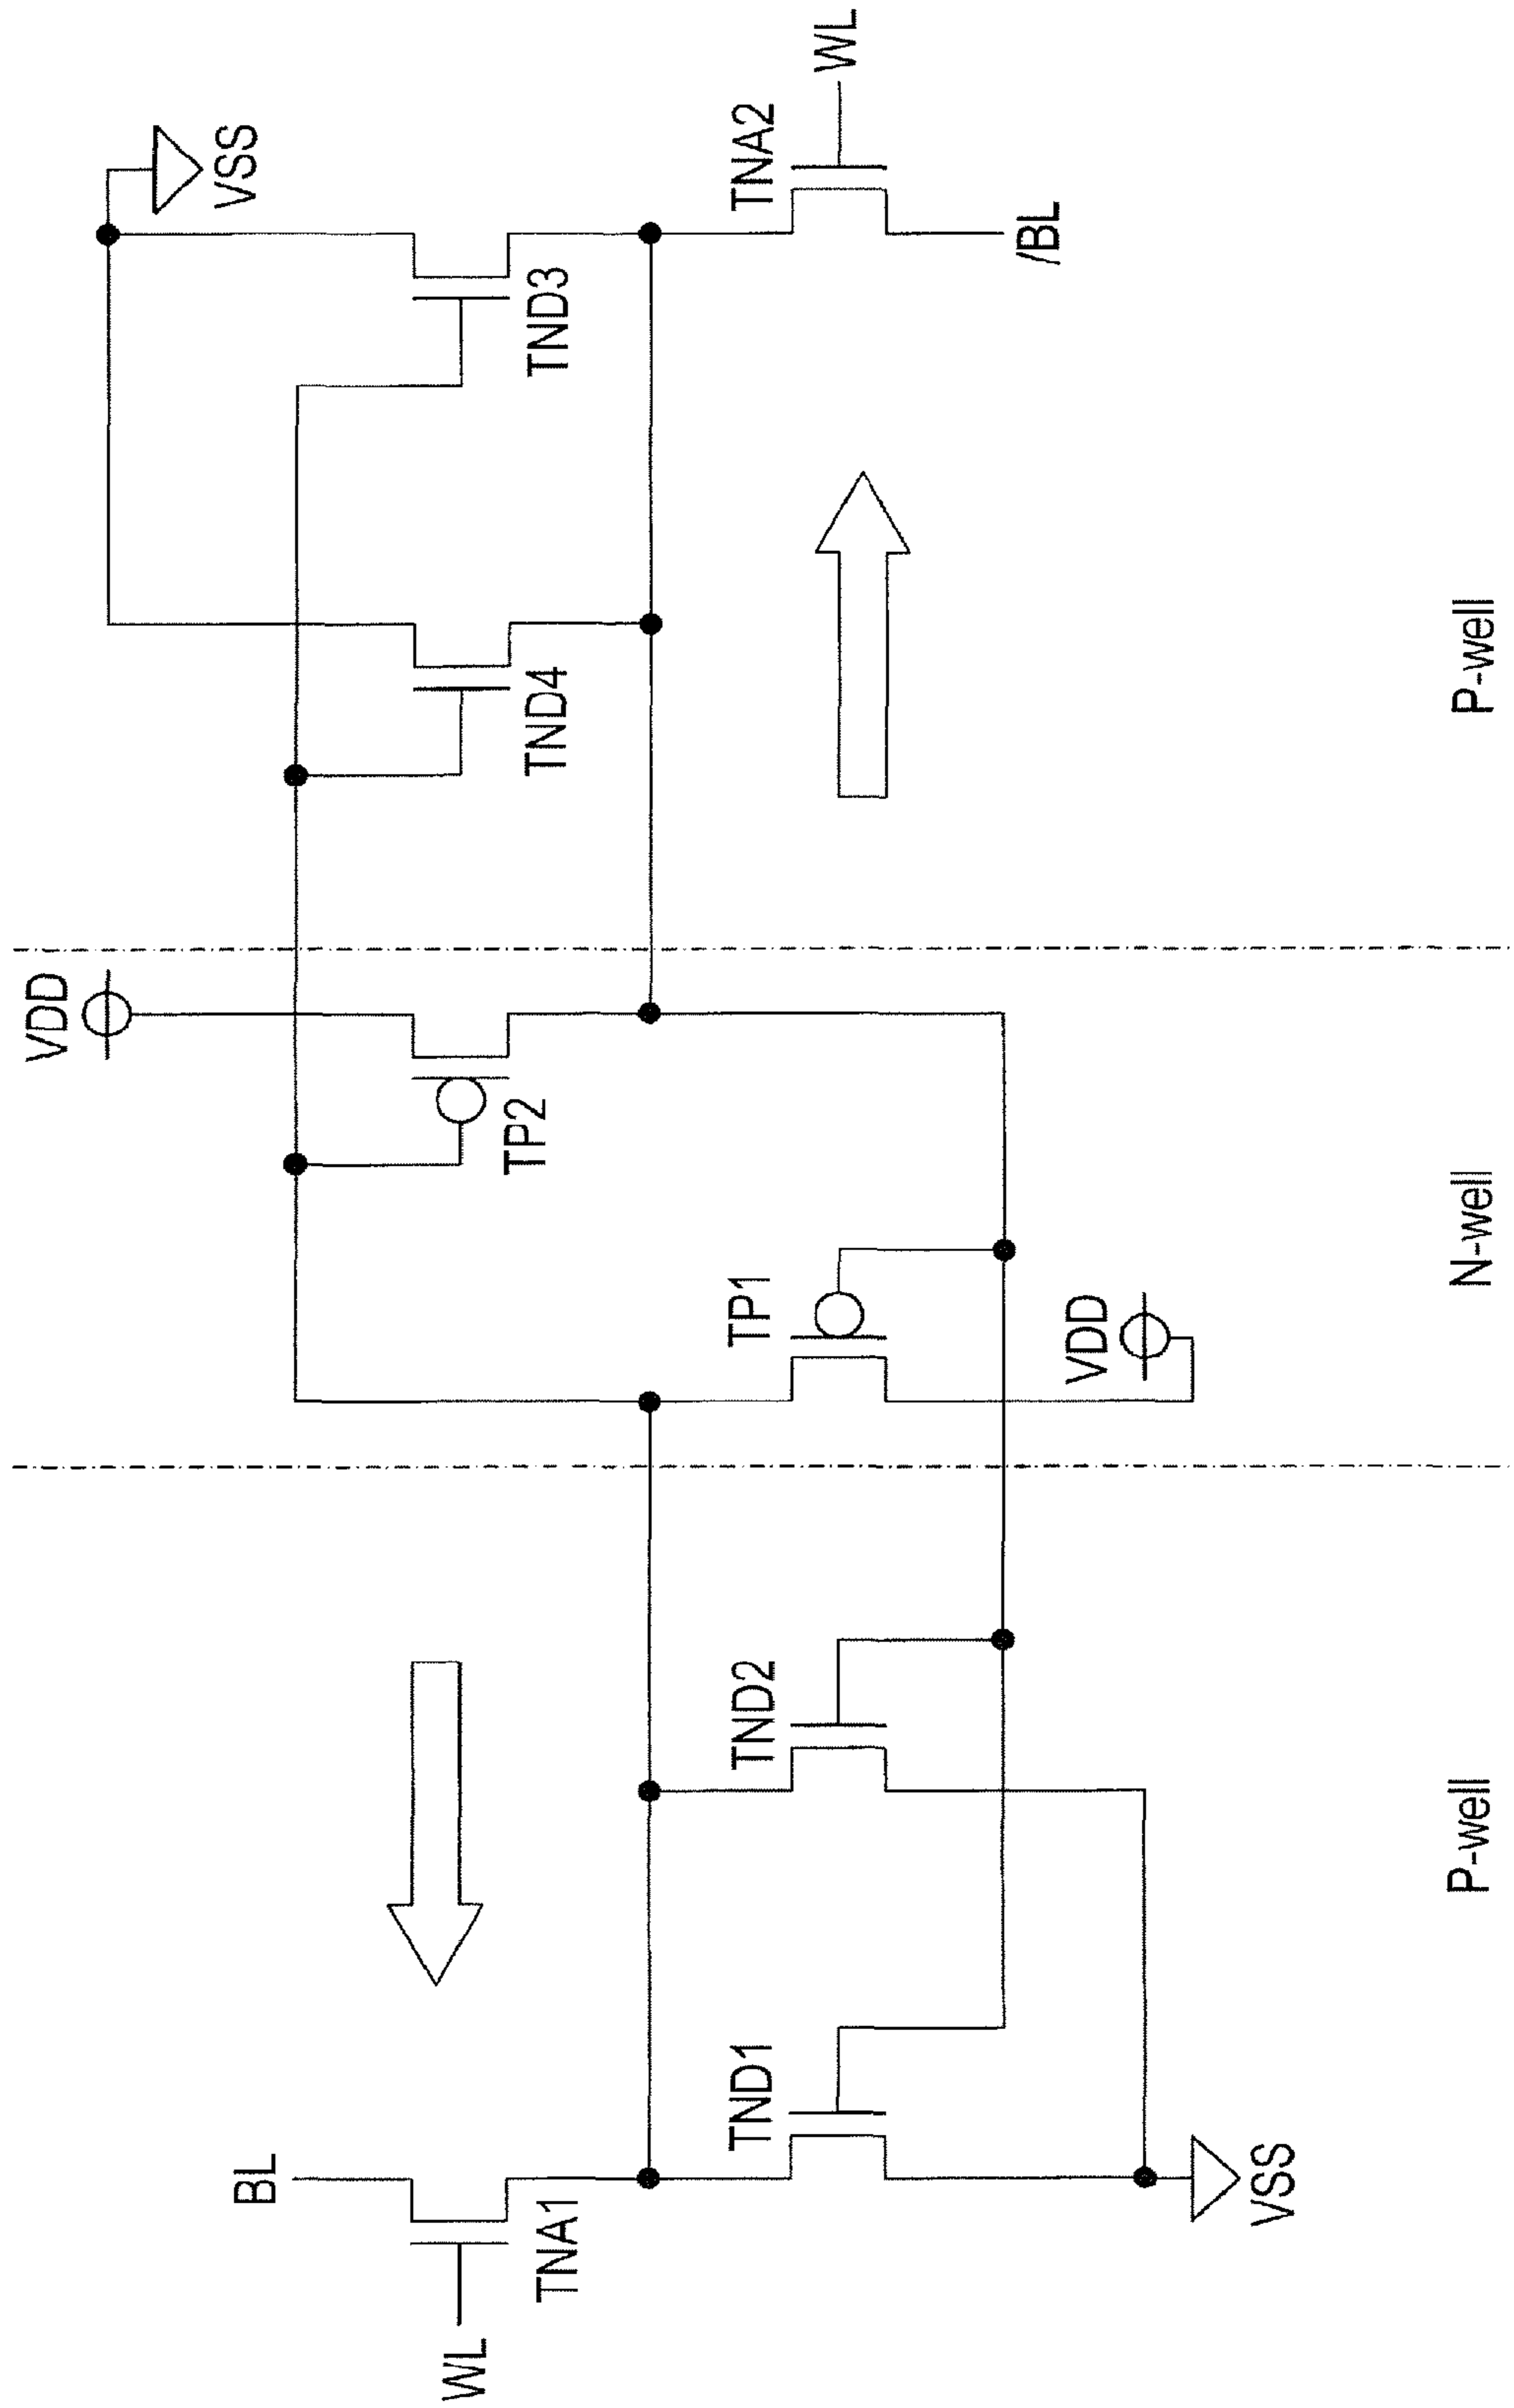 BL
WL
TNA1
TND1
TND2
VSS
P-well
VDD
TP2
TP1
VDD
N-well
VSS
TND4
TND3
TNA2
WL
/BL
P-well